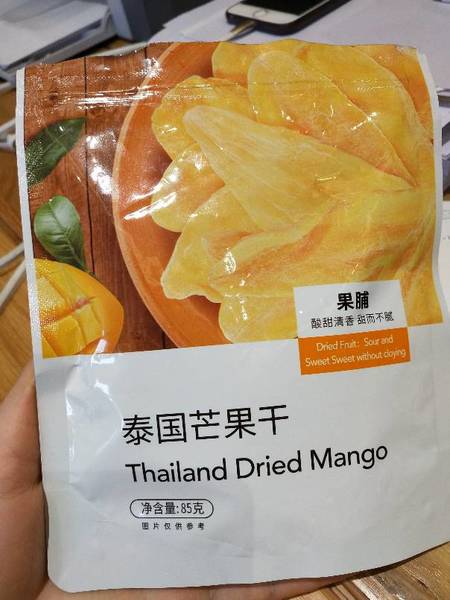 果脯
酸甜清香 甜而不腻
Dried Fruit: Sour and
Sweet Sweet without cloying
泰国芒果干
Thailand Dried Mango
净含量:85克
图片仅供参考